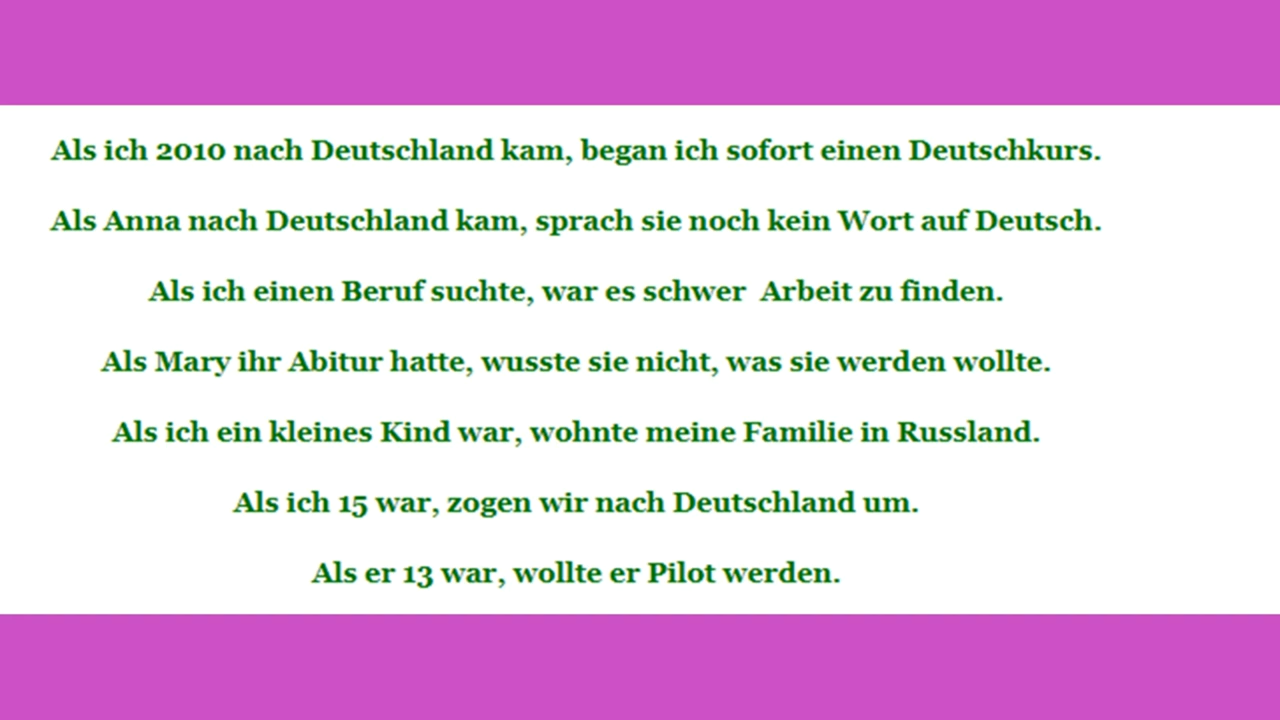 Als ich 2010 nach Deutschland kam, began ich sofort einen Deutschkurs.
Als Anna nach Deutschland kam, sprach sie noch kein Wort auf Deutsch.
Als ich einen Beruf suchte, war es schwer  Arbeit zu finden.
Als Mary ihr Abitur hatte, wusste sie nicht, was sie werden wollte.
Als ich ein kleines Kind war, wohnte meine Familie in Russland.
Als ich 15 war, zogen wir nach Deutschland um.
Als er 13 war, wollte er Pilot werden.